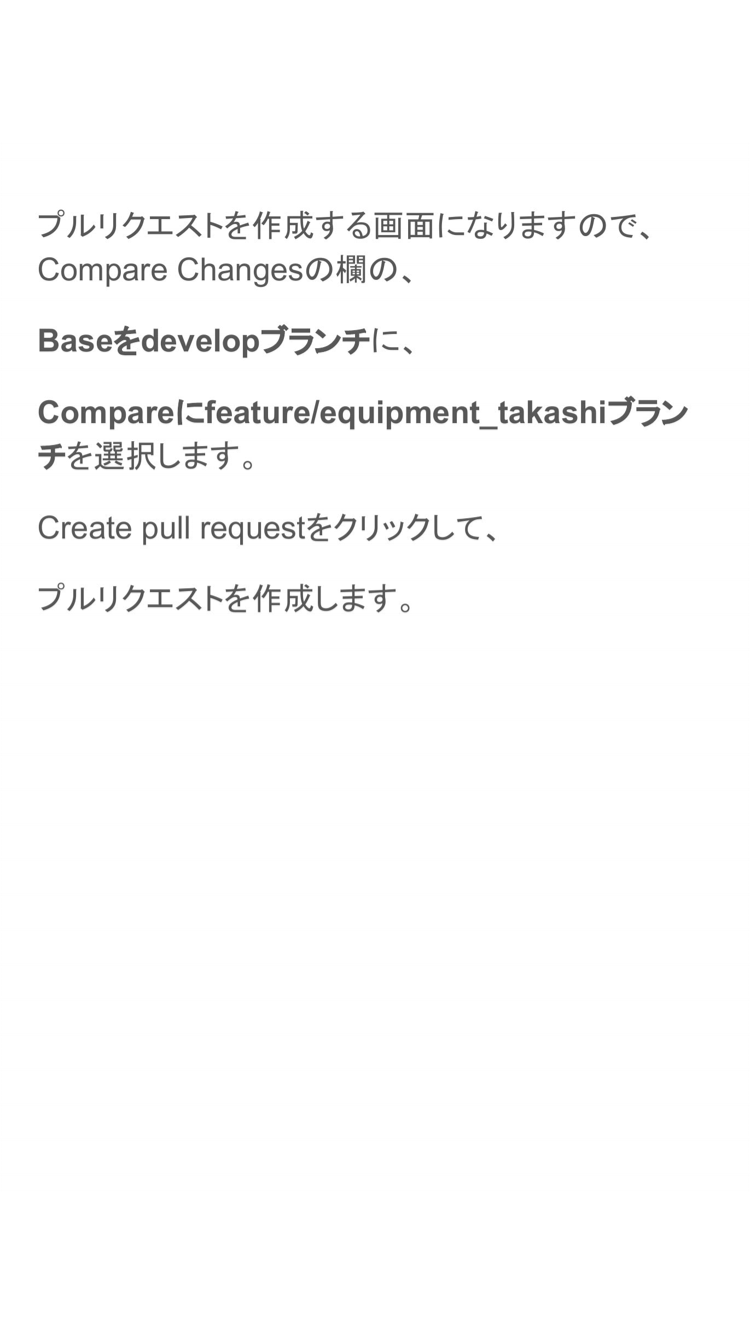 プルリクエストを作成する画面になりますので、
Compare Changesの欄の、
Baseをdevelopブランチに、
Compareにfeature/equipment_takashiブラン
チを選択します。
Create pull requestをクリックして、
プルリクエストを作成します。